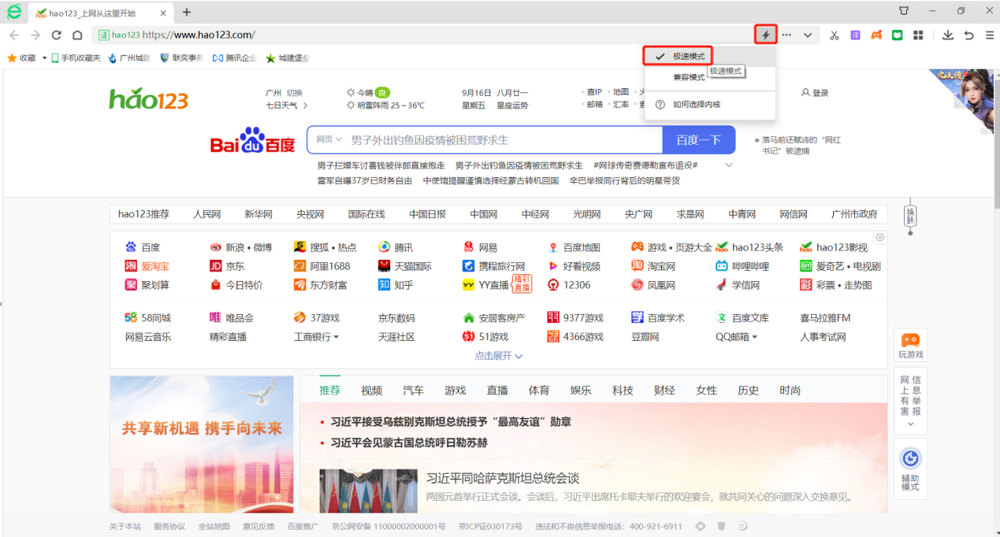 hao123_上网从这里开始
证 hao123 https://www.hao123.com/
收藏 手机收藏夹 广州城建 联奕事务 腾讯企业 城建堡垒
极速模式
极速模式
兼容模式
如何选择内核
hao123
广州 切换 今晴 良 9月16日 八月廿一 查IP 地图 登录
七日天气 明雷阵雨 25 ~ 36℃ 星期五 星座运势 邮箱 汇率
Bai du 百度 网页 男子外出钓鱼因疫情被困荒野求生 百度一下
落马前还赋诗的“网红
书记”被逮捕
男子拦婚车讨喜钱被伴郎直接抱走 男子外出钓鱼因疫情被困荒野求生 #网球传奇费德勒宣布退役#
雷军自曝37岁已财务自由 中使馆提醒谨慎选择经蒙古转机回国 辛巴举报同行背后的明星带货
hao123推荐 人民网 新华网 央视网 国际在线 中国日报 中国网 中经网 光明网 央广网 求是网 中青网 网信网 广州市政府
换肤
百度 新浪 • 微博 搜狐 • 热点 腾讯 网易 百度地图 游戏 • 页游大全 hao123头条 hao123影视
爱淘宝 京东 阿里1688 天猫国际 携程旅行网 好看视频 淘宝网 哔哩哔哩 爱奇艺 • 电视剧
聚划算 今日特价 东方财富 知乎 YY直播 精彩直播 12306 凤凰网 学信网 彩票 • 走势图
58同城 唯品会 37游戏 京东数码 安居客房产 9377游戏 百度学术 百度文库 喜马拉雅FM
网易云音乐 精彩直播 工商银行 天涯社区 51游戏 4366游戏 豆瓣网 QQ邮箱 人事考试网
点击展开
玩游戏
网上有害
信息举报
辅助
模式
共享新机遇 携手向未来
推荐 视频 汽车 游戏 直播 体育 娱乐 科技 财经 女性 历史 时尚
习近平接受乌兹别克斯坦总统授予“最高友谊”勋章
习近平会见蒙古国总统呼日勒苏赫
习近平同哈萨克斯坦总统会谈
两国元首举行正式会谈。会谈后，习近平出席托卡耶夫举行的欢迎宴会，就共同关心的问题深入交换意见。
关于本站 服务协议 全站地图 意见反馈 百度推广 京公网安备 11000002000001号 京ICP证030173号 违法和不良信息举报电话：400-921-6911